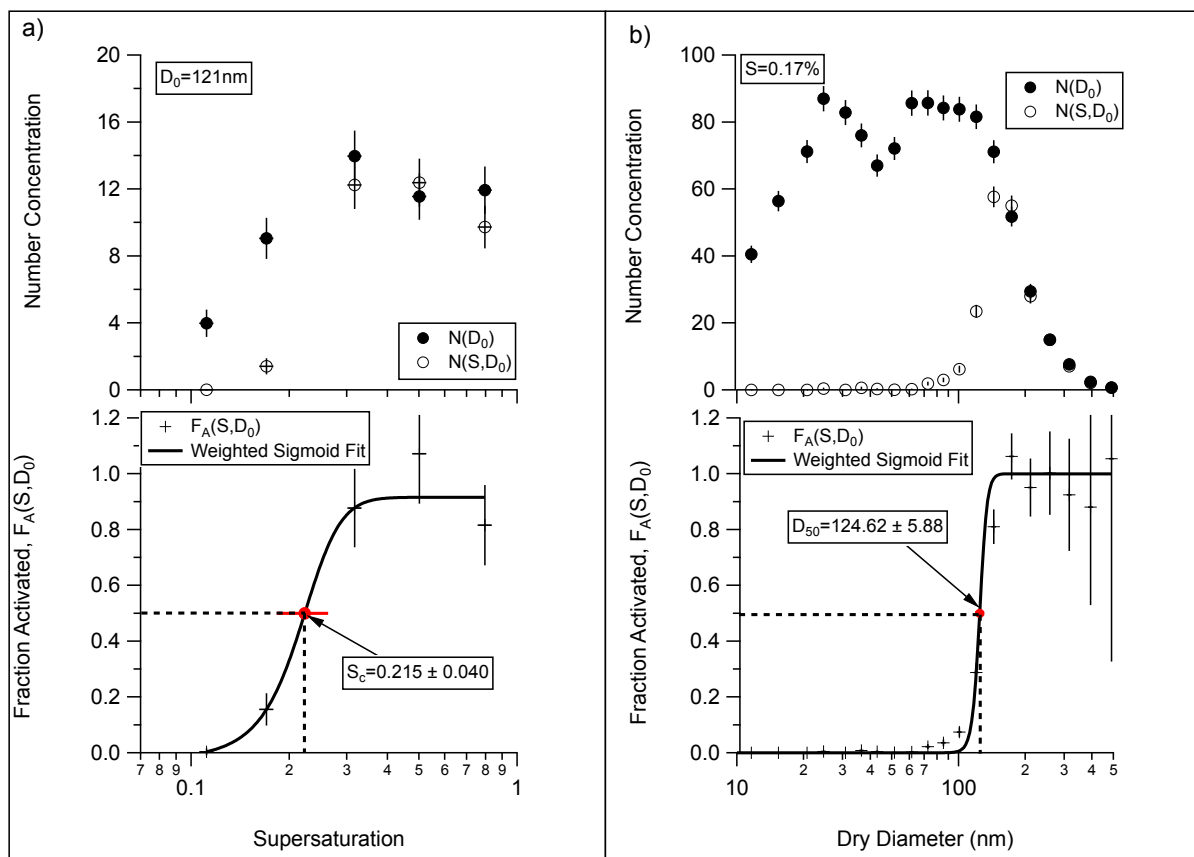 a)
D₀=121nm
Number Concentration
20
16
12
8
4
0
N(D₀)
N(S,D₀)
Fraction Activated, F_A(S,D₀)
1.2
1.0
0.8
0.6
0.4
0.2
0.0
F_A(S,D₀)
Weighted Sigmoid Fit
S_c=0.215 ± 0.040
7 8 9 0.1 2 3 4 5 6 7 8 9 1
Supersaturation
b)
S=0.17%
Number Concentration
100
80
60
40
20
0
N(D₀)
N(S,D₀)
Fraction Activated, F_A(S,D₀)
1.2
1.0
0.8
0.6
0.4
0.2
0.0
F_A(S,D₀)
Weighted Sigmoid Fit
D₅₀=124.62 ± 5.88
10 2 3 4 5 6 7 100 2 3 4 5
Dry Diameter (nm)